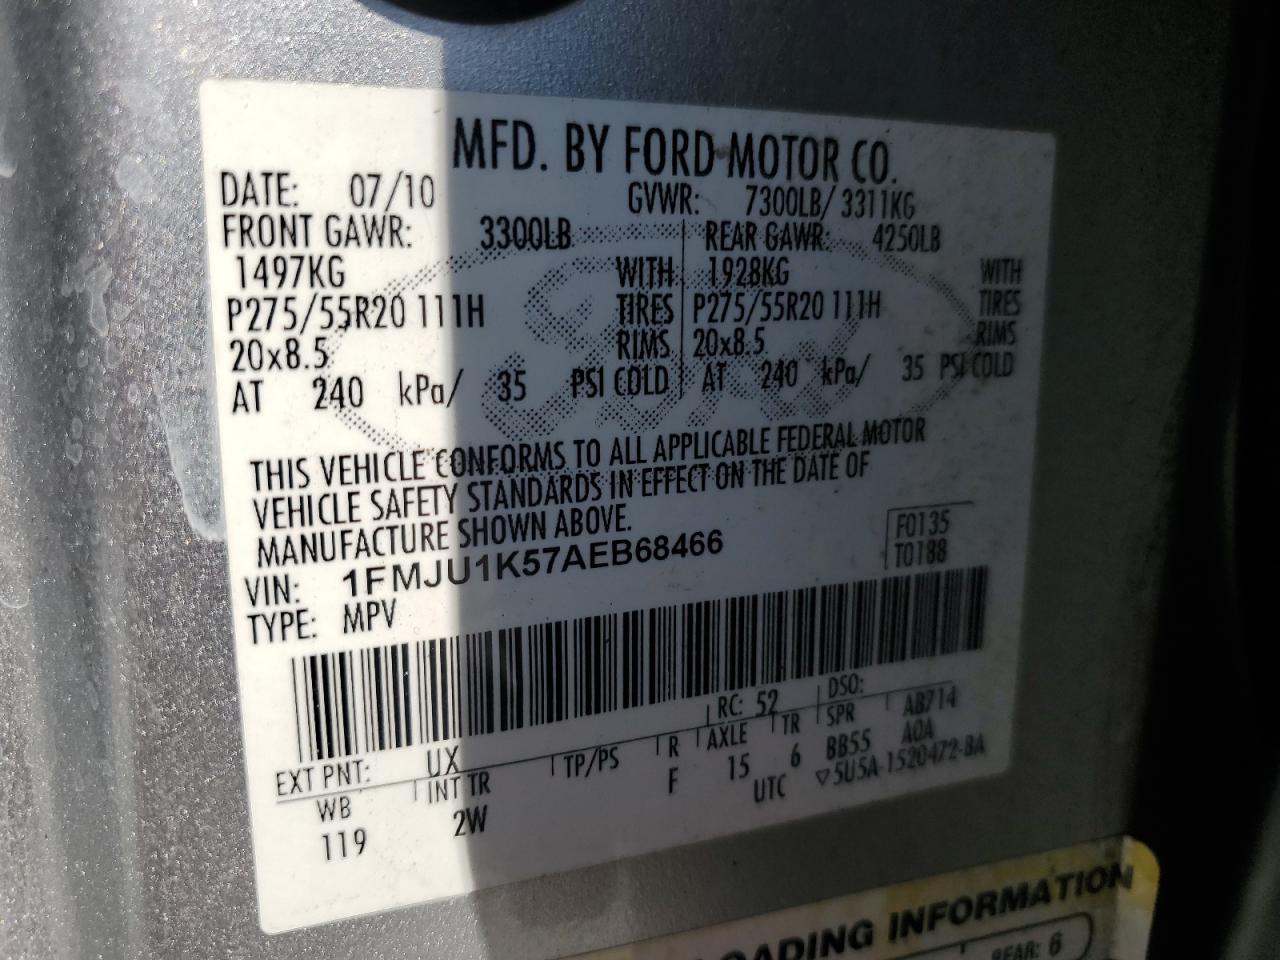 MFD. BY FORD MOTOR CO.
DATE: 07/10 GVWR: 7300LB/ 3311KG
FRONT GAWR: 3300LB REAR GAWR: 4250LB
1497KG WITH 1928KG WITH
P275/55R20 111H TIRES P275/55R20 111H TIRES
20x8.5 RIMS 20x8.5 RIMS
AT 240 kPa/ 35 PSI COLD AT 240 kPa/ 35 PSI COLD
THIS VEHICLE CONFORMS TO ALL APPLICABLE FEDERAL MOTOR
VEHICLE SAFETY STANDARDS IN EFFECT ON THE DATE OF
MANUFACTURE SHOWN ABOVE.
F0135
VIN: 1FMJU1K57AEB68466 T0188
TYPE: MPV
EXT PNT: UX RC: 52 DSO:
WB INT TR TP/PS R AXLE TR SPR AB714
119 2W F 15 6 BB55 A0A
UTC ▽5U5A-1520472-BA
OADING INFORMATION
REAR: 6